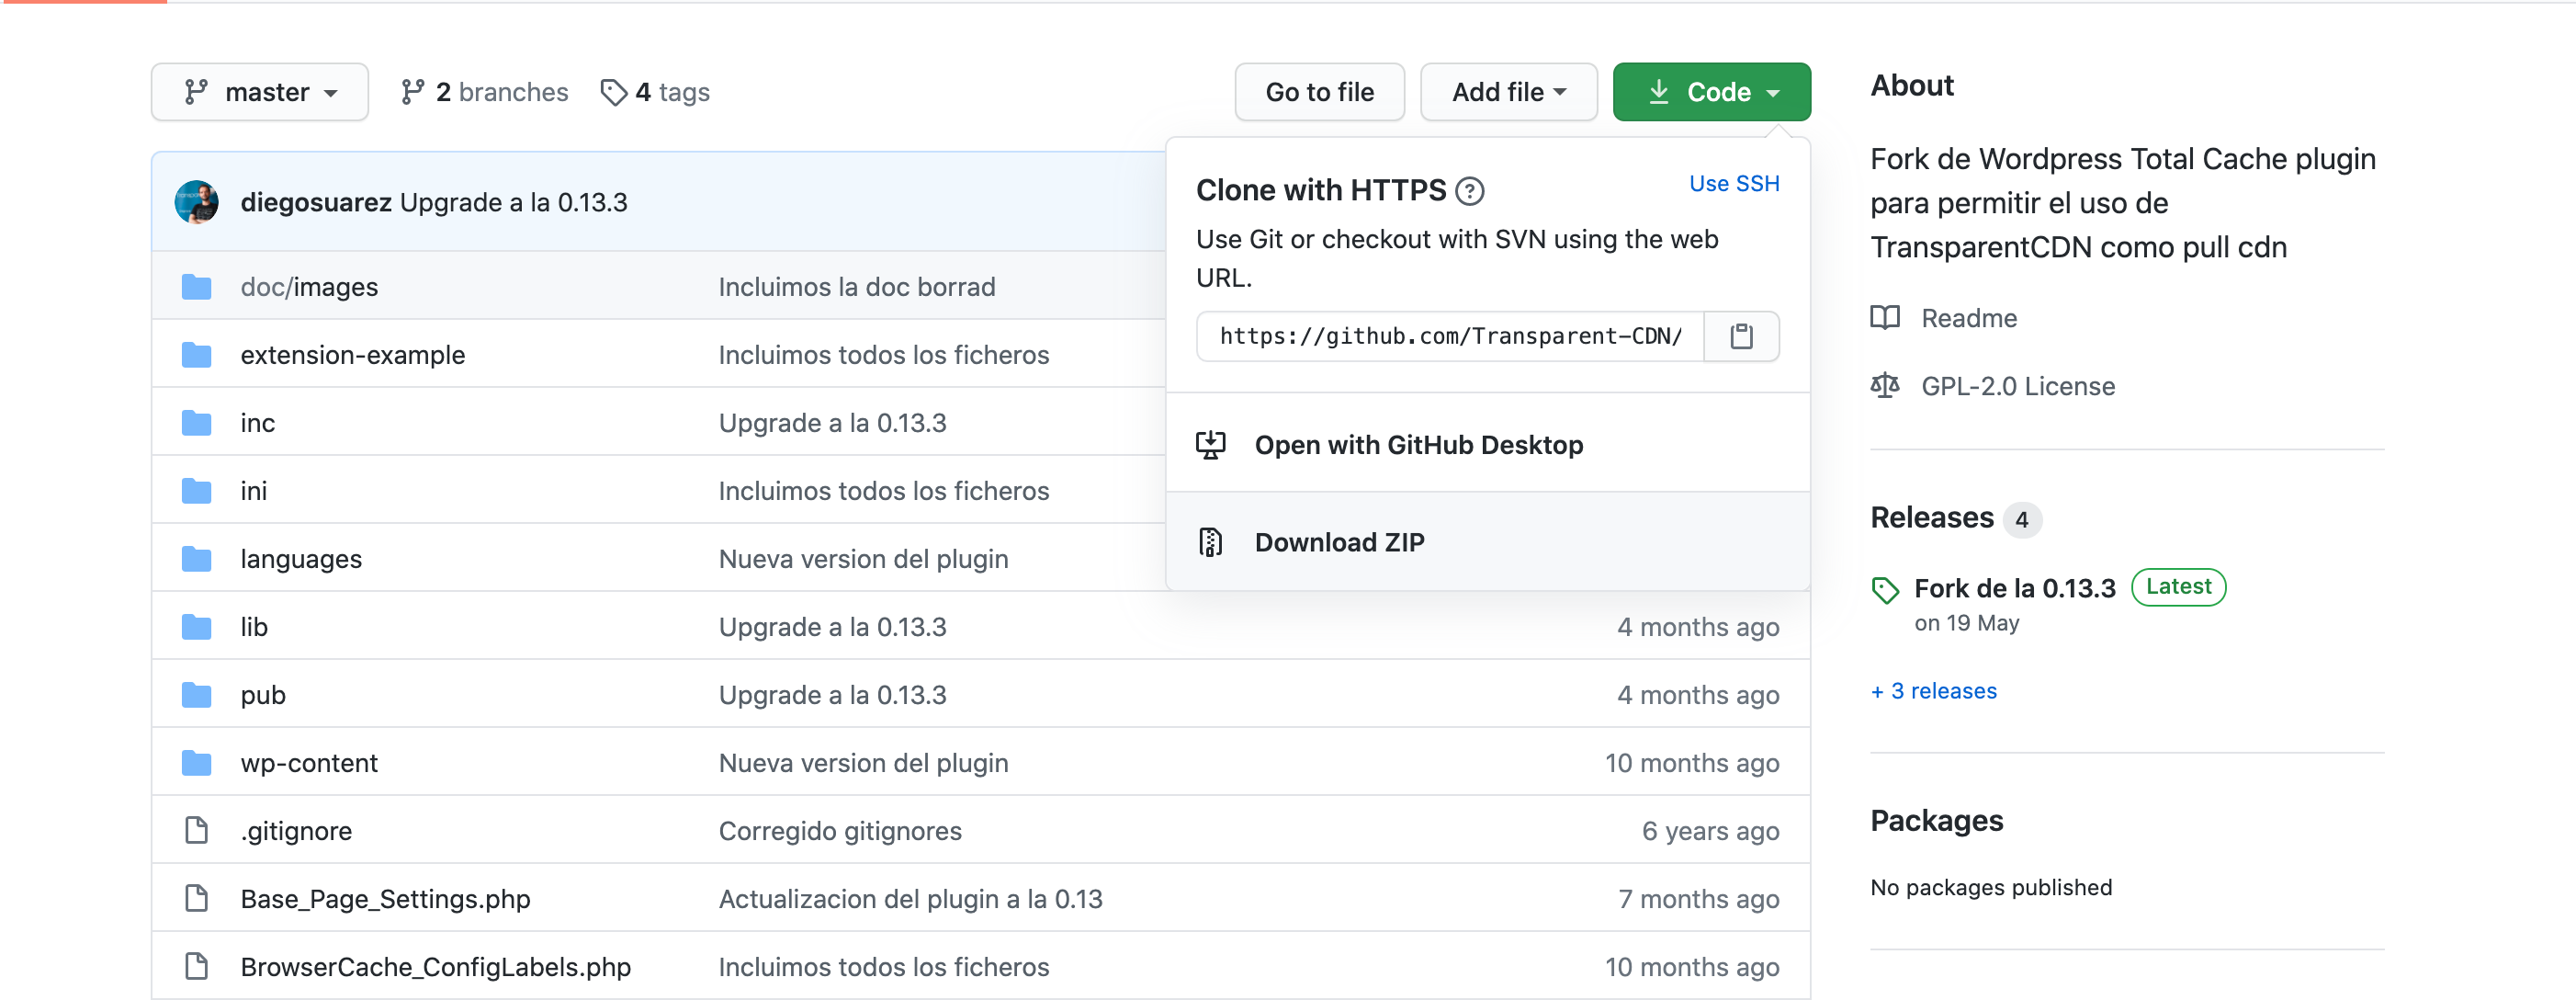 master
2 branches
4 tags
Go to file
Add file
Code
diegosuarez Upgrade a la 0.13.3
Clone with HTTPS
Use SSH
Use Git or checkout with SVN using the web
URL.
https://github.com/Transparent-CDN/
Open with GitHub Desktop
Download ZIP
doc/images Incluimos la doc borrad
extension-example Incluimos todos los ficheros
inc Upgrade a la 0.13.3
ini Incluimos todos los ficheros
languages Nueva version del plugin
lib Upgrade a la 0.13.3 4 months ago
pub Upgrade a la 0.13.3 4 months ago
wp-content Nueva version del plugin 10 months ago
.gitignore Corregido gitignores 6 years ago
Base_Page_Settings.php Actualizacion del plugin a la 0.13 7 months ago
BrowserCache_ConfigLabels.php Incluimos todos los ficheros 10 months ago
About
Fork de Wordpress Total Cache plugin
para permitir el uso de
TransparentCDN como pull cdn
Readme
GPL-2.0 License
Releases 4
Fork de la 0.13.3 Latest
on 19 May
+ 3 releases
Packages
No packages published